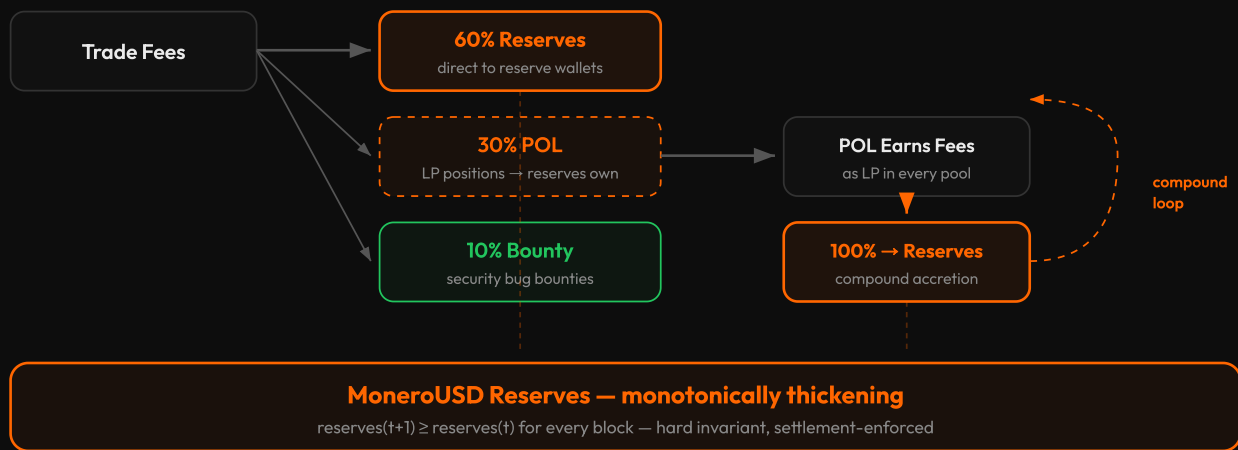 Trade Fees
60% Reserves
direct to reserve wallets
30% POL
LP positions → reserves own
10% Bounty
security bug bounties
POL Earns Fees
as LP in every pool
100% → Reserves
compound accretion
compound
loop
MoneroUSD Reserves — monotonically thickening
reserves(t+1) ≥ reserves(t) for every block — hard invariant, settlement-enforced